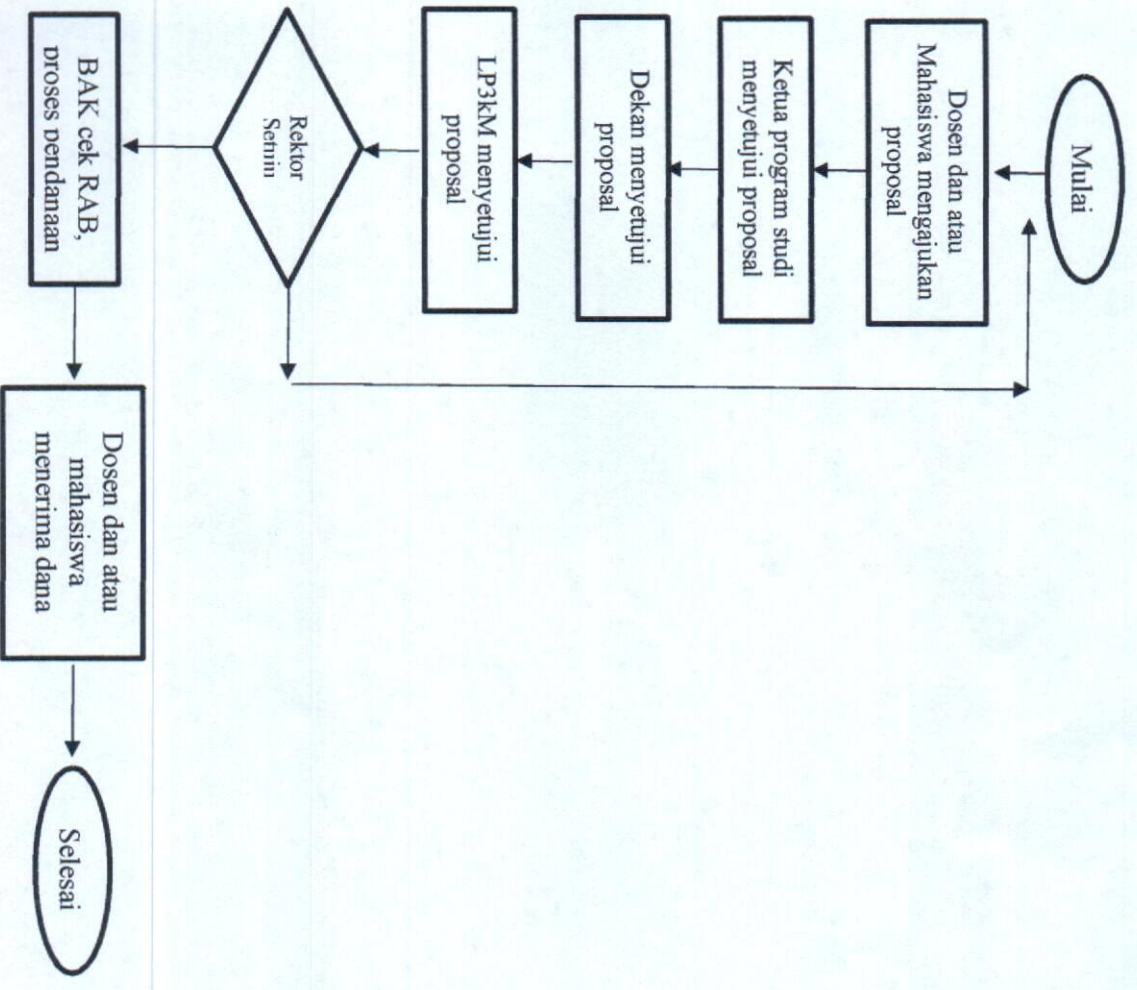 Mulai
Dosen dan atau
Mahasiswa mengajukan
proposal
Ketua program studi
menyetujui proposal
Dekan menyetujui
proposal
LP3kM menyetujui
proposal
Rektor
BAK cek RAB,
proses pendanaan
Dosen dan atau
mahasiswa
menerima dana
Selesai